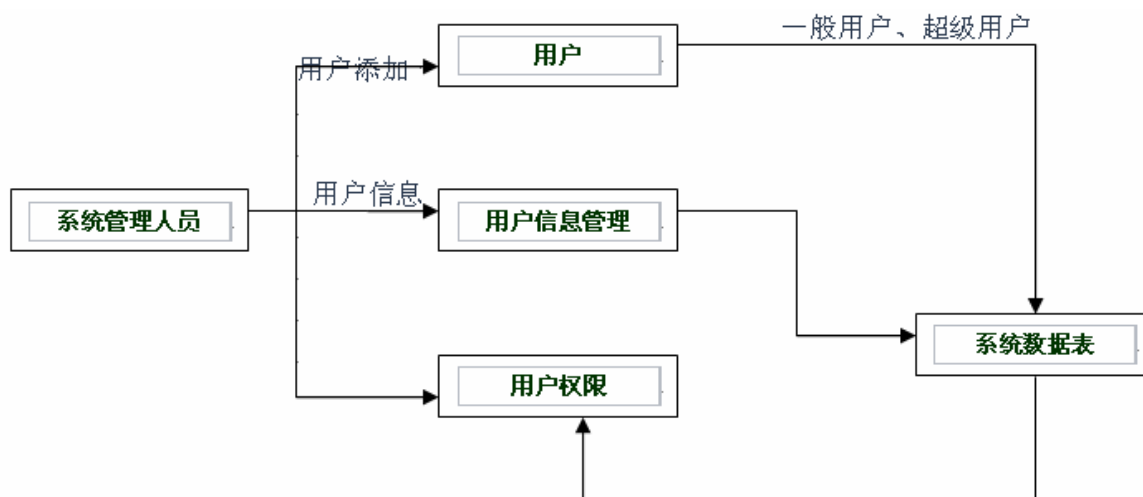 一般用户、超级用户
用户
用户添加
用户信息
系统管理人员
用户信息管理
系统数据表
用户权限